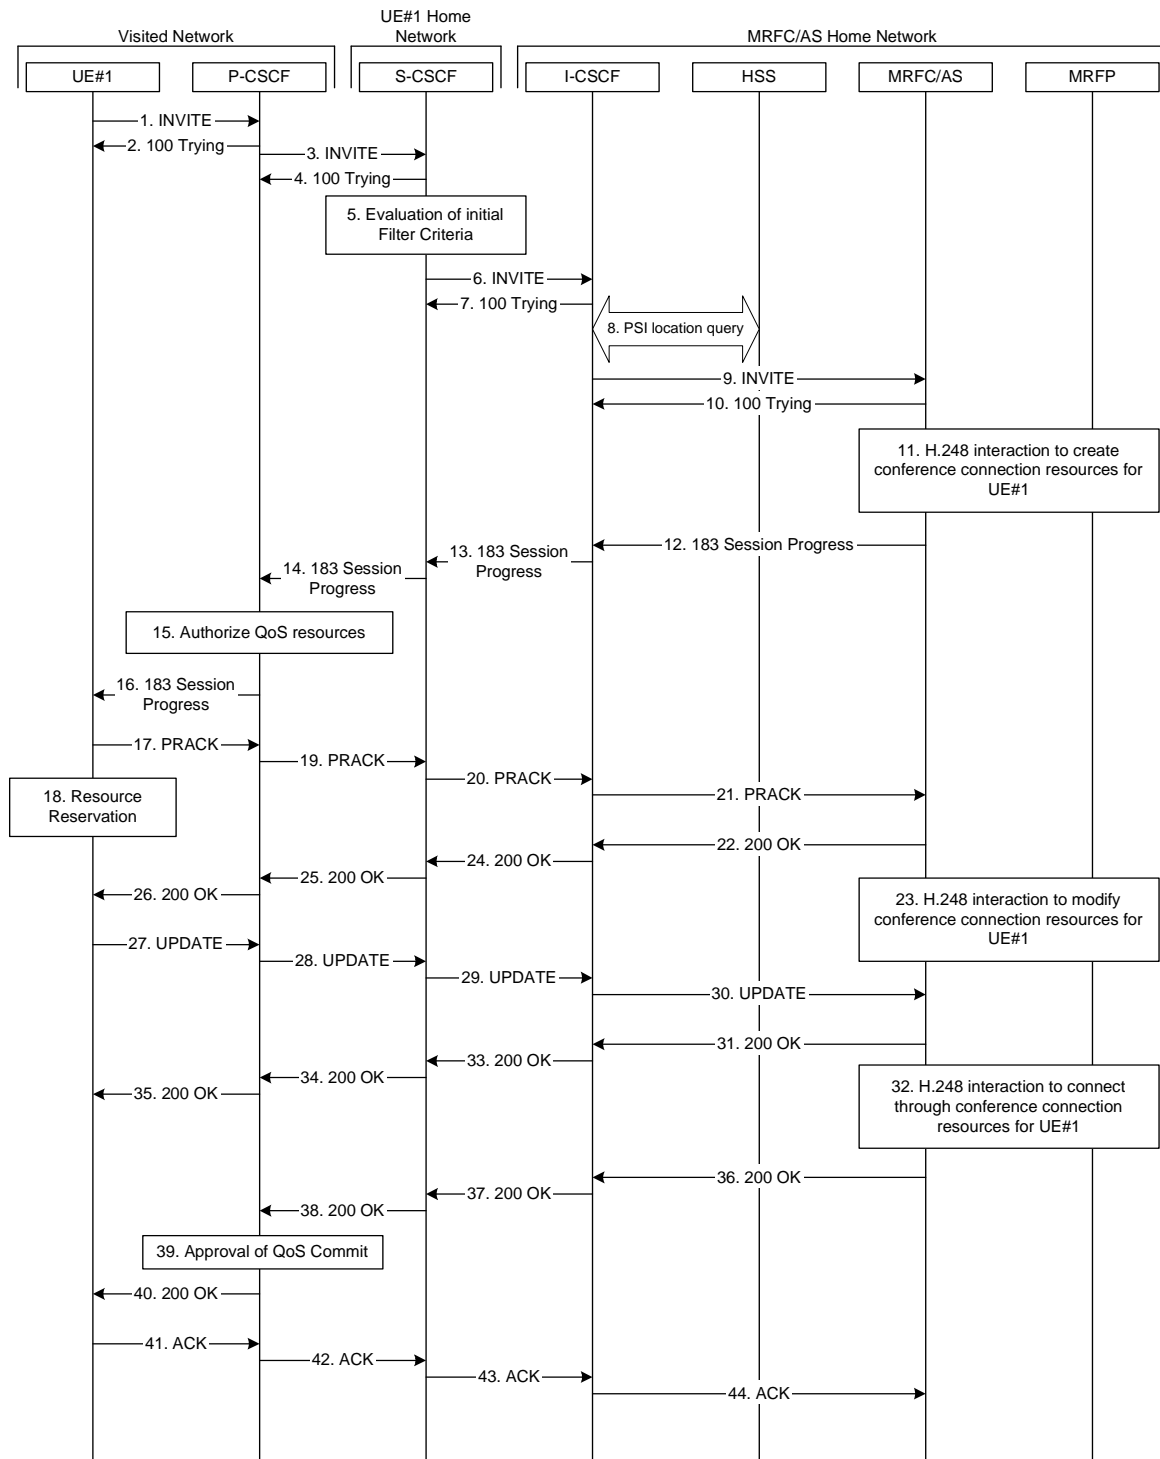 UE#1 Home
Network
Visited Network
MRFC/AS Home Network
UE#1
P-CSCF
S-CSCF
I-CSCF
HSS
MRFC/AS
MRFP
1. INVITE
2. 100 Trying
3. INVITE
4. 100 Trying
5. Evaluation of initial
Filter Criteria
6. INVITE
7. 100 Trying
8. PSI location query
9. INVITE
10. 100 Trying
11. H.248 interaction to create
conference connection resources for
UE#1
12. 183 Session Progress
13. 183 Session
Progress
14. 183 Session
Progress
15. Authorize QoS resources
16. 183 Session
Progress
17. PRACK
19. PRACK
20. PRACK
18. Resource
Reservation
21. PRACK
22. 200 OK
24. 200 OK
25. 200 OK
26. 200 OK
23. H.248 interaction to modify
conference connection resources for
UE#1
27. UPDATE
28. UPDATE
29. UPDATE
30. UPDATE
31. 200 OK
33. 200 OK
34. 200 OK
35. 200 OK
32. H.248 interaction to connect
through conference connection
resources for UE#1
36. 200 OK
37. 200 OK
38. 200 OK
39. Approval of QoS Commit
40. 200 OK
41. ACK
42. ACK
43. ACK
44. ACK